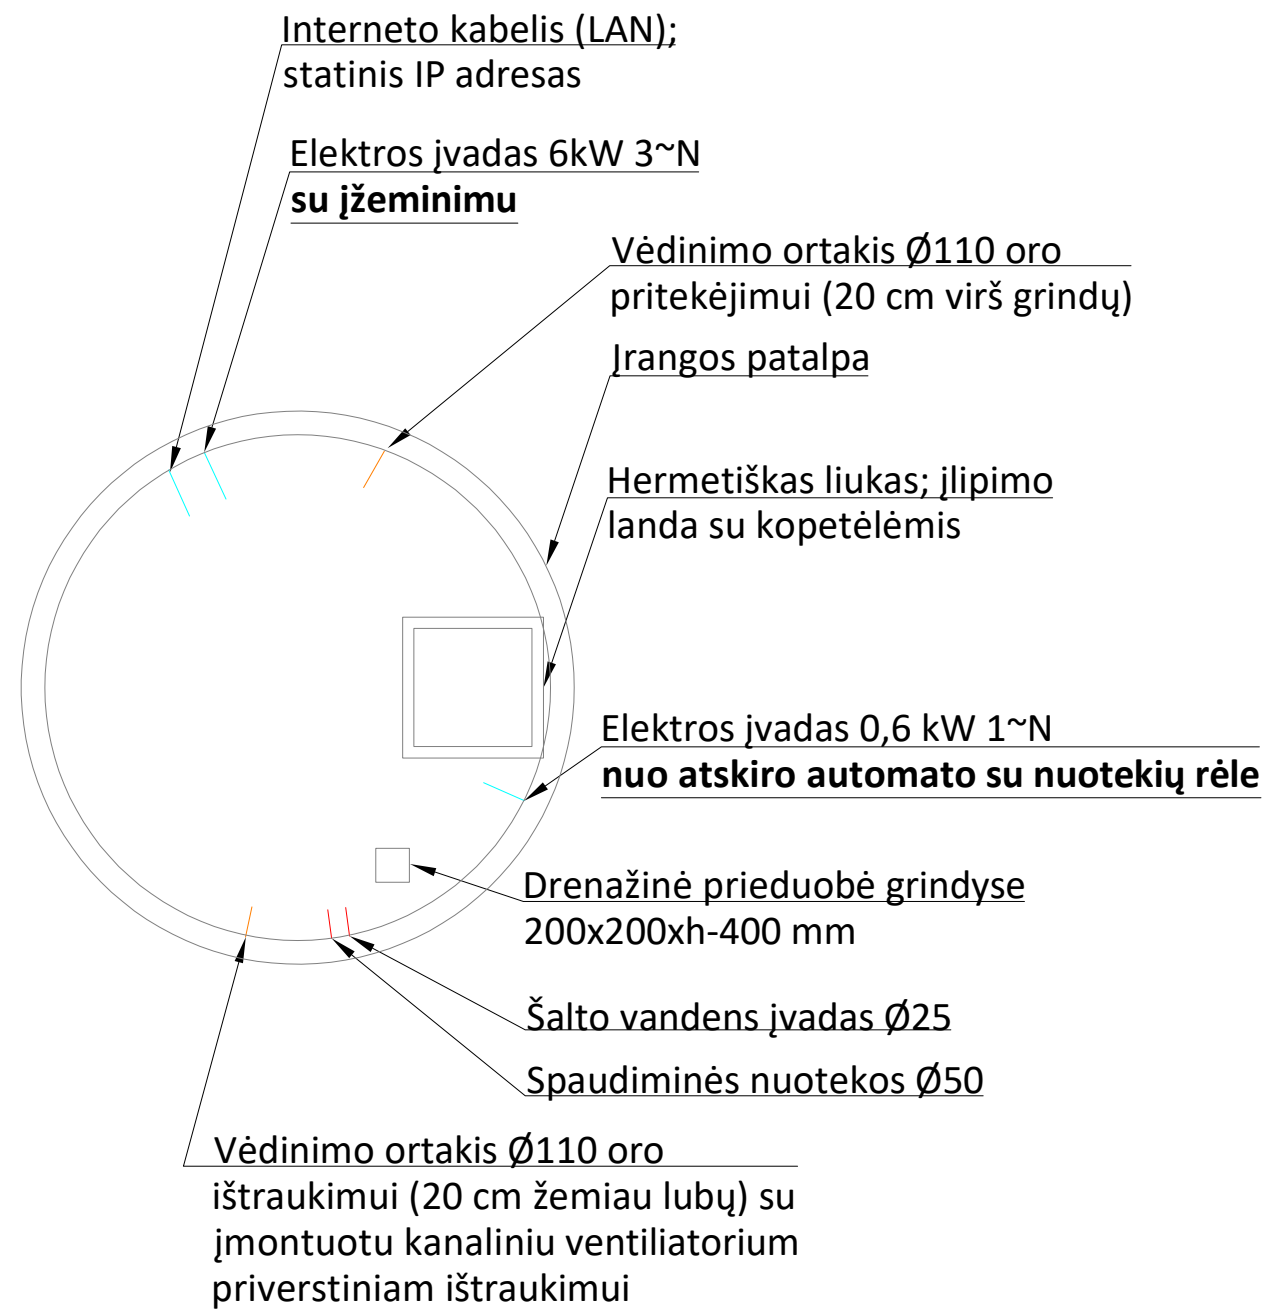 Interneto kabelis (LAN);
statinis IP adresas
Elektros įvadas 6kW 3~N
su įžeminimu
Vėdinimo ortakis Ø110 oro
pritekėjimui (20 cm virš grindų)
Įrangos patalpa
Hermetiškas liukas; įlipimo
landa su kopetėlėmis
Elektros įvadas 0,6 kW 1~N
nuo atskiro automato su nuotekių rėle
Drenažinė prieduobė grindyse
200x200xh-400 mm
Šalto vandens įvadas Ø25
Spaudiminės nuotekos Ø50
Vėdinimo ortakis Ø110 oro
ištraukimui (20 cm žemiau lubų) su
įmontuotu kanaliniu ventiliatorium
priverstiniam ištraukimui